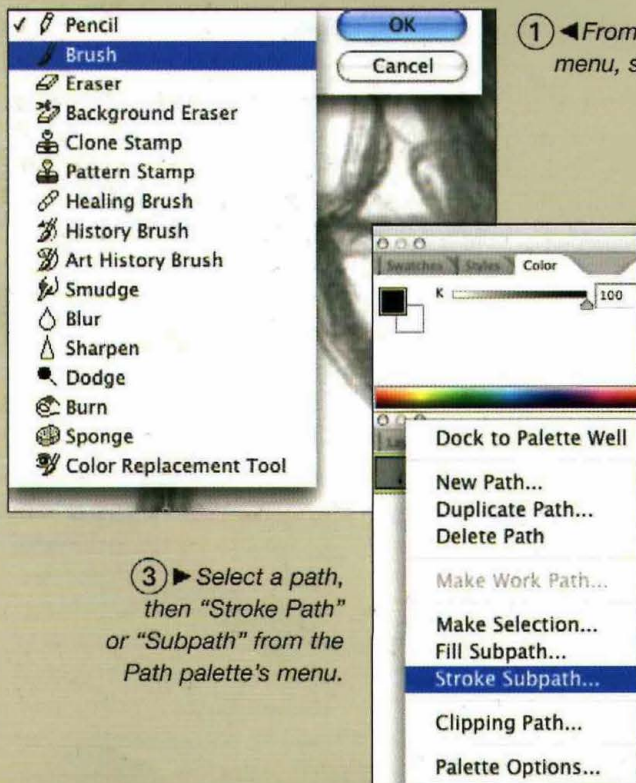 ✓ Pencil
Brush
Eraser
Background Eraser
Clone Stamp
Pattern Stamp
Healing Brush
History Brush
Art History Brush
Smudge
Blur
Sharpen
Dodge
Burn
Sponge
Color Replacement Tool
OK
Cancel
1 ◄From
menu, s
Swatches Styles Color
K 100
Dock to Palette Well
New Path...
Duplicate Path...
Delete Path
Make Work Path...
Make Selection...
Fill Subpath...
Stroke Subpath...
Clipping Path...
Palette Options...
3 ► Select a path,
then “Stroke Path”
or “Subpath” from the
Path palette's menu.